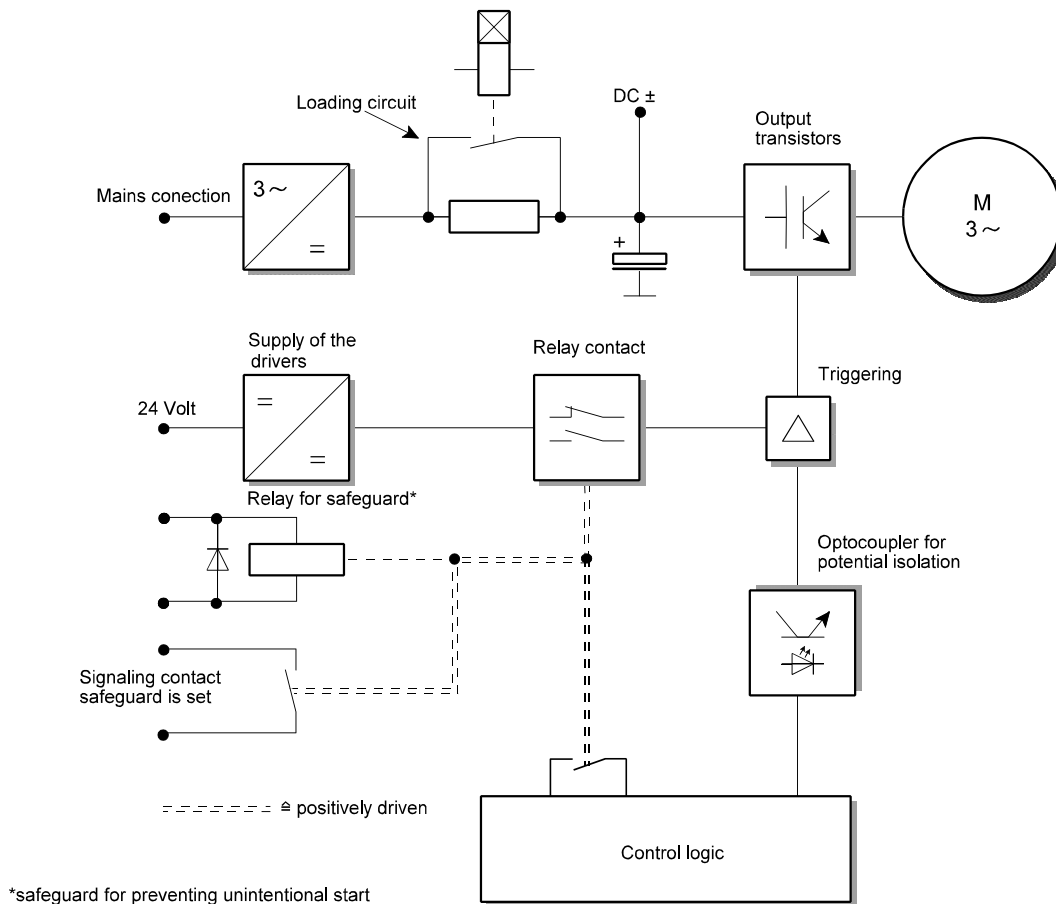 Loading circuit
DC ±
Output
transistors
Mains conection
3~
=
+
M
3~
Supply of the
drivers
Relay contact
Triggering
24 Volt
=
=
Relay for safeguard*
Optocoupler for
potential isolation
Signaling contact
safeguard is set
≙ positively driven
Control logic
*safeguard for preventing unintentional start